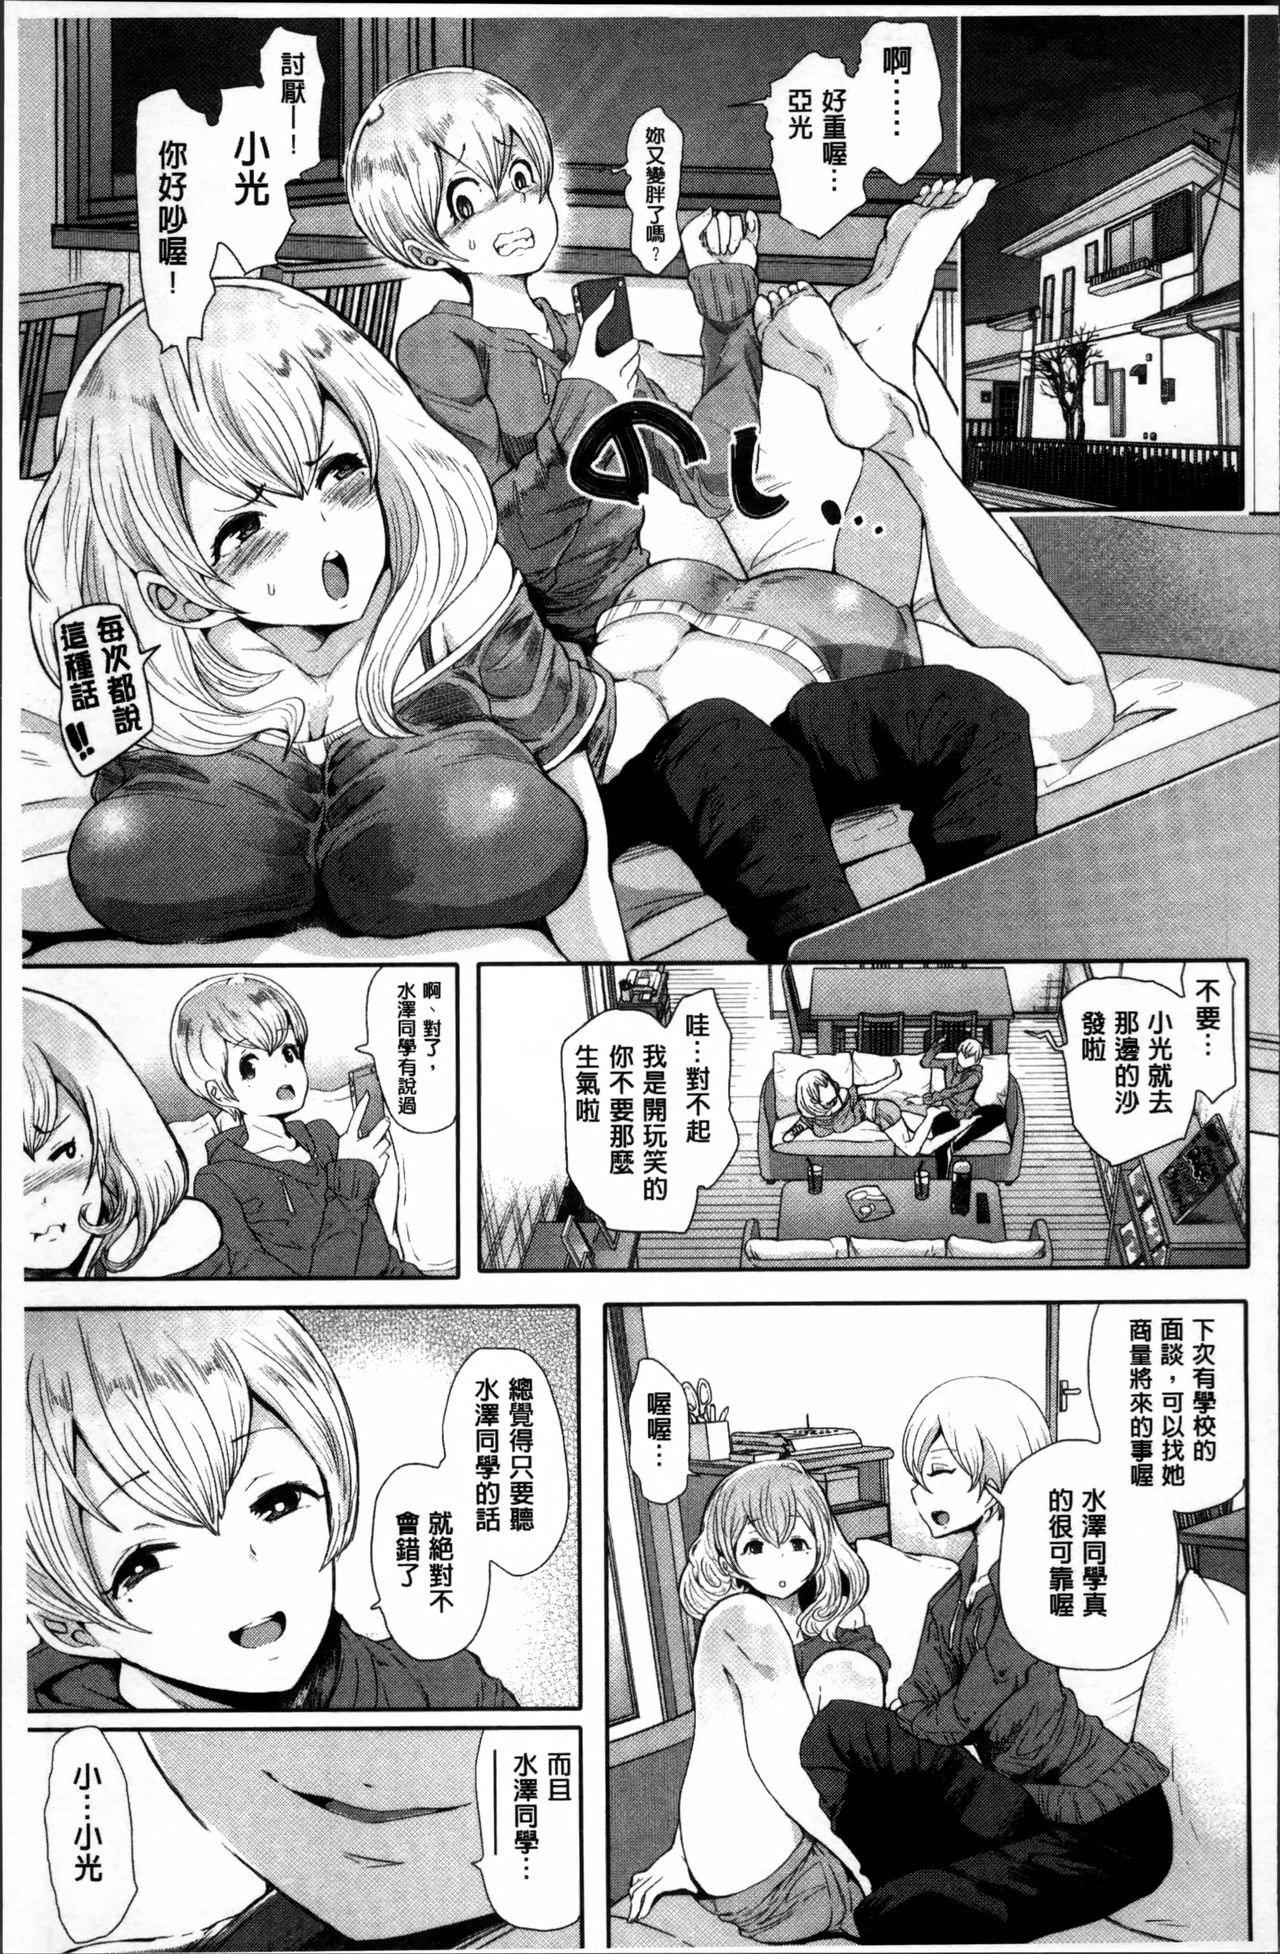 啊……
好重喔…
亞光
妳又變胖了嗎?
討厭—!
小光
你好吵喔!
のし…
每次都說
這種話!!
不要…
小光就去
那邊的沙
發啦
哇…對不起
我是開玩笑的
你不要那麼
生氣啦
啊、對了,
水澤同學有說過
下次有學校的
面談,可以找她
商量將來的事喔
水澤同學真
的很可靠喔
喔喔…
總覺得只要聽
水澤同學的話
就絕對不
會錯了
而且
水澤同學…
——
小…小光